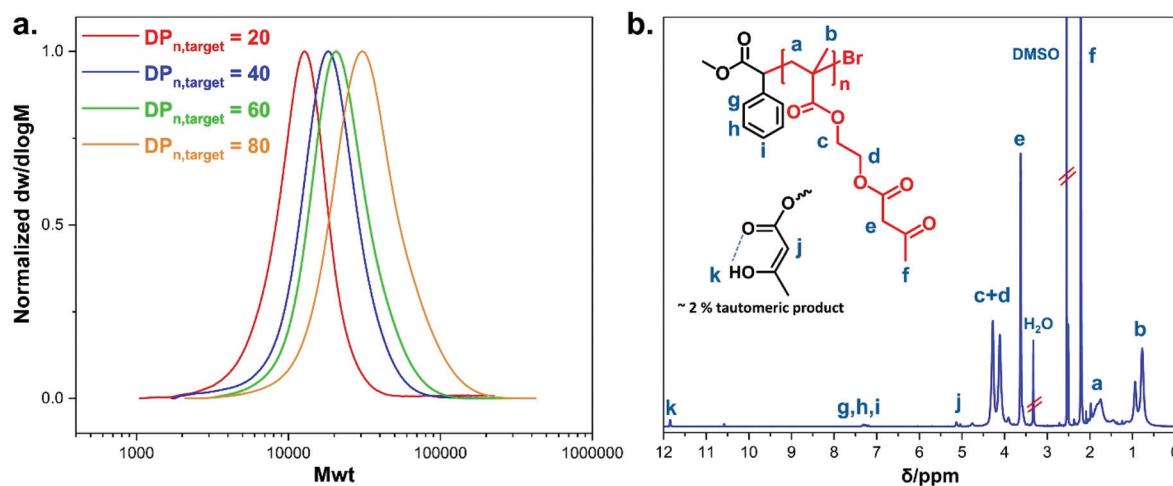 a.
DPn,target = 20
DPn,target = 40
DPn,target = 60
DPn,target = 80
Normalized dw/dlogM
1.0
0.5
0.0
1000
10000
100000
1000000
Mwt
b.
a
b
O
O
Br
n
g
h
i
O
O
c
d
O
O
e
O
f
O
O
j
k
HO
~ 2 % tautomeric product
DMSO
f
e
c+d
H2O
b
a
k
g,h,i
j
12 11 10 9 8 7 6 5 4 3 2 1 0
δ/ppm